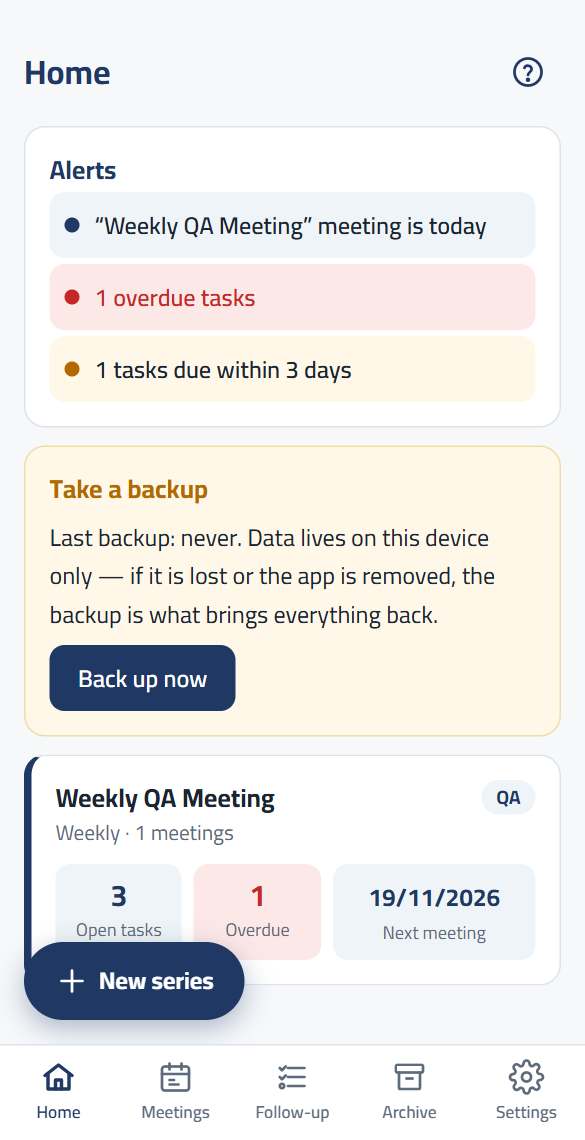 Home
Alerts
“Weekly QA Meeting” meeting is today
1 overdue tasks
1 tasks due within 3 days
Take a backup
Last backup: never. Data lives on this device
only — if it is lost or the app is removed, the
backup is what brings everything back.
Back up now
Weekly QA Meeting
QA
Weekly · 1 meetings
3
Open tasks
1
Overdue
19/11/2026
Next meeting
New series
Home
Meetings
Follow-up
Archive
Settings